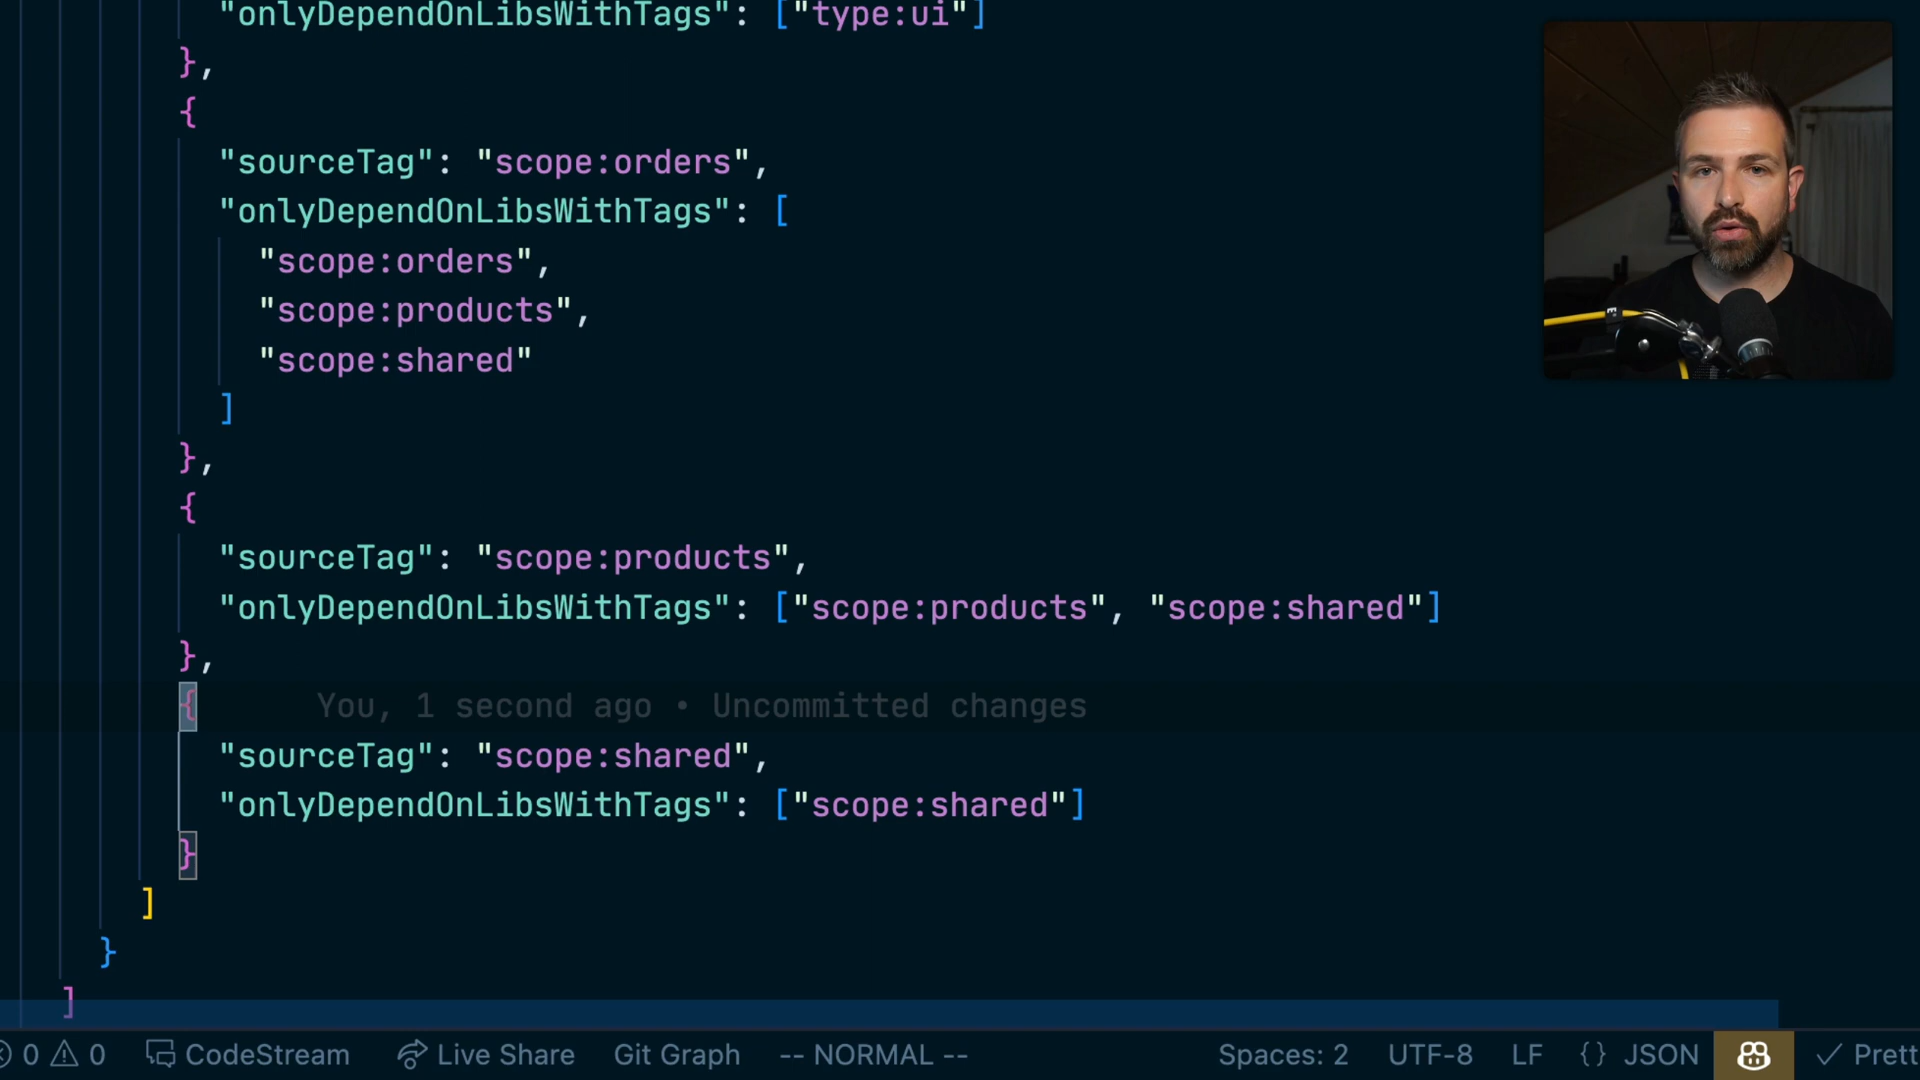 "onlyDependOnLibsWithTags": ["type:ui"]
},
{
"sourceTag": "scope:orders",
"onlyDependOnLibsWithTags": [
"scope:orders",
"scope:products",
"scope:shared"
]
},
{
"sourceTag": "scope:products",
"onlyDependOnLibsWithTags": ["scope:products", "scope:shared"]
},
{ You, 1 second ago • Uncommitted changes
"sourceTag": "scope:shared",
"onlyDependOnLibsWithTags": ["scope:shared"]
}
]
}
]
0 0 CodeStream Live Share Git Graph -- NORMAL -- Spaces: 2 UTF-8 LF {} JSON Prett